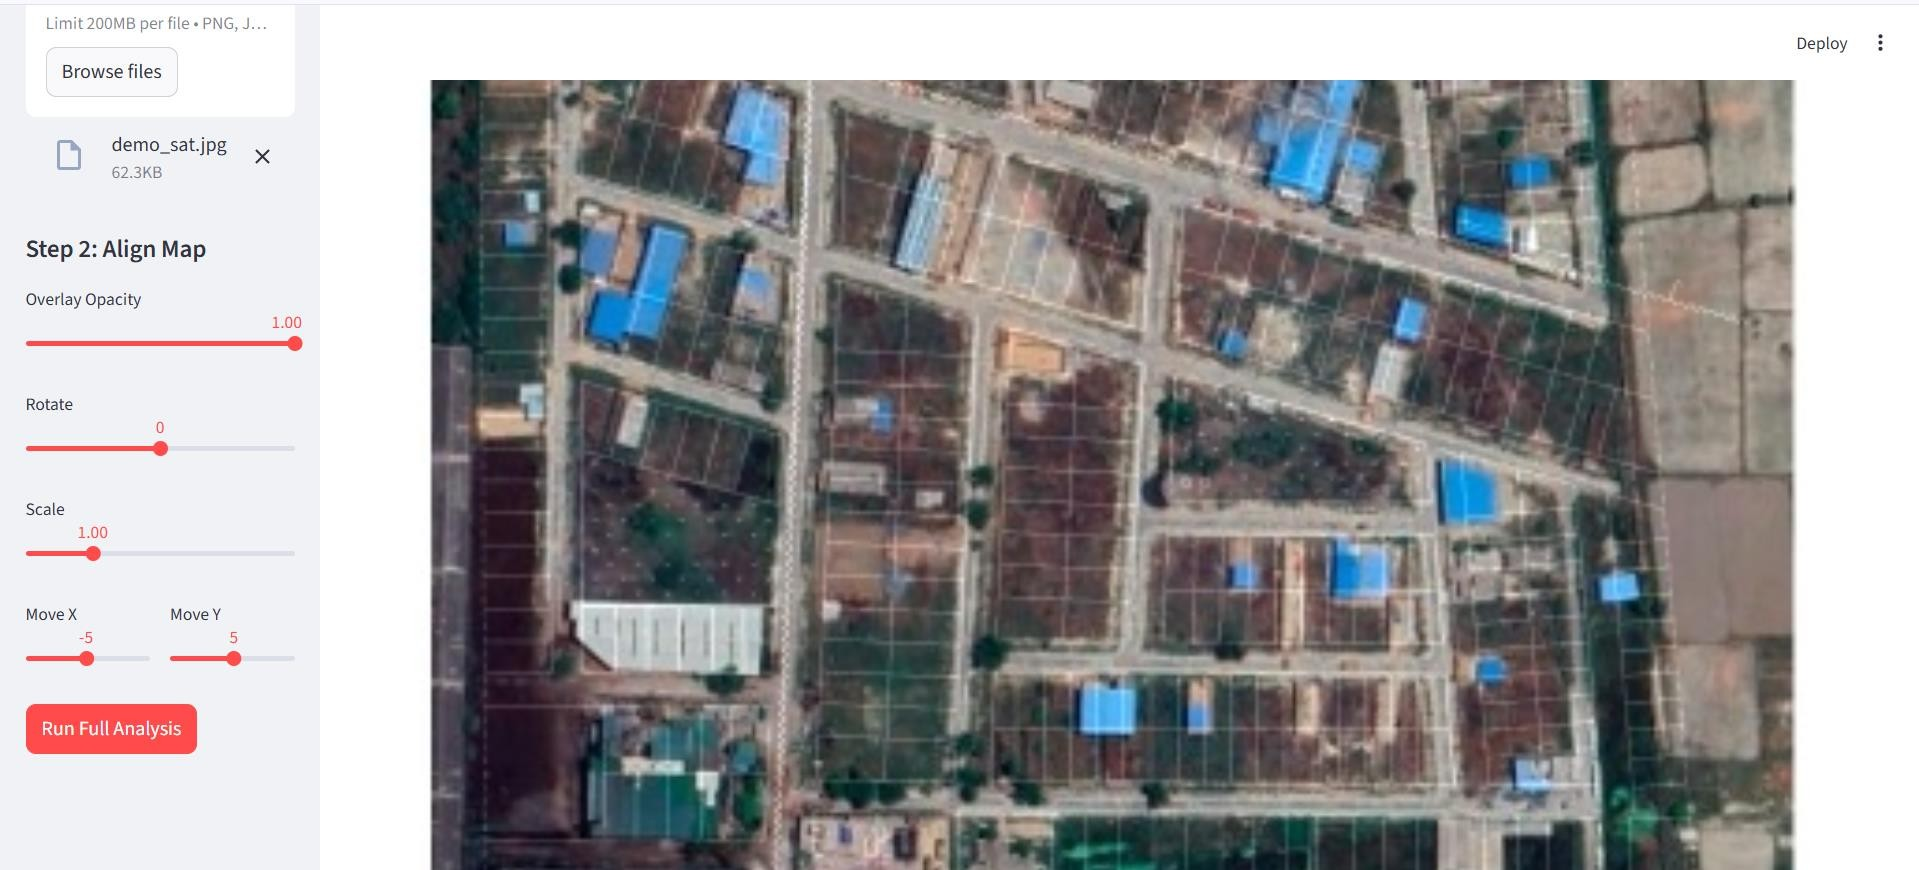 Limit 200MB per file • PNG, J…
Browse files
demo_sat.jpg
62.3KB
Step 2: Align Map
Overlay Opacity
1.00
Rotate
0
Scale
1.00
Move X
Move Y
-5
5
Run Full Analysis
Deploy